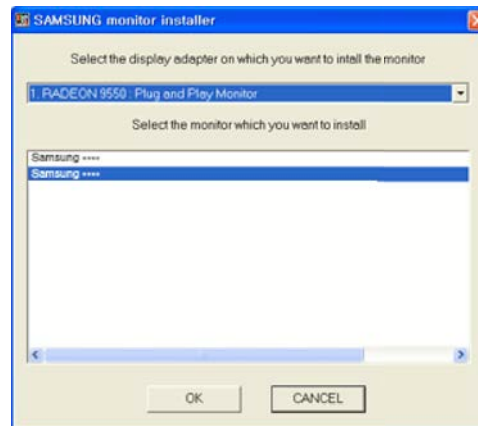 SAMSUNG monitor installer
Select the display adapter on which you want to intall the monitor
1. RADEON 9550 : Plug and Play Monitor
Select the monitor which you want to install
Samsung ****
Samsung ****
OK
CANCEL